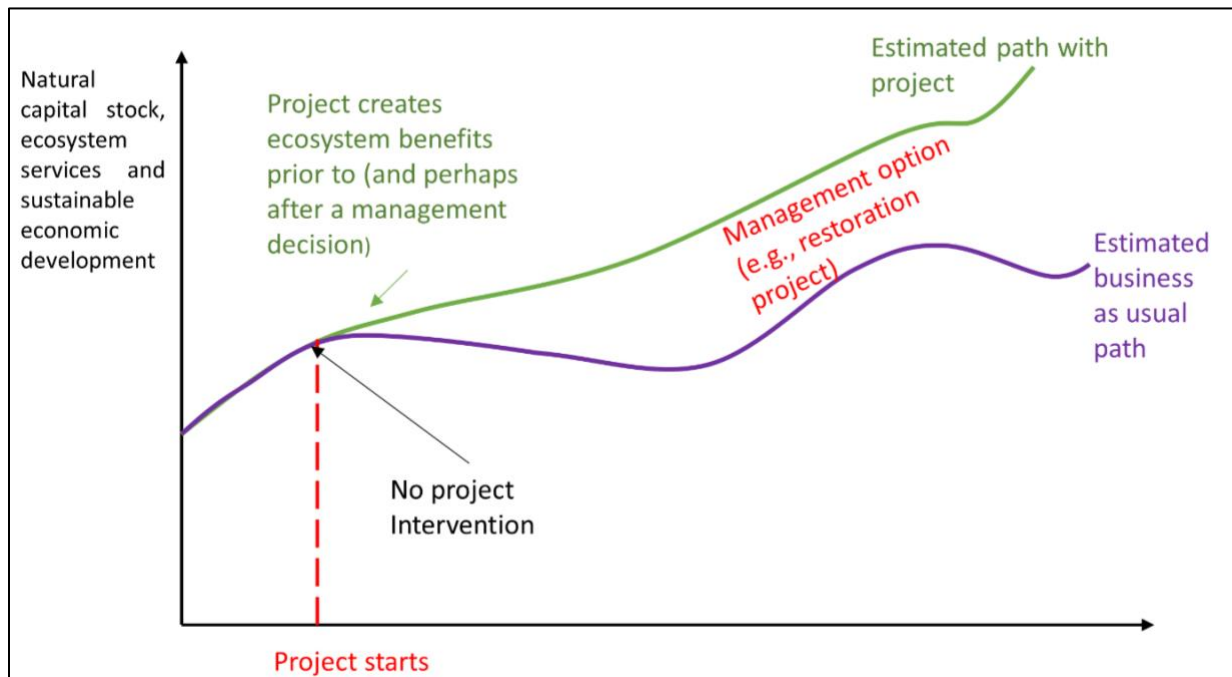 Natural
capital stock,
ecosystem
services and
sustainable
economic
development
Project creates
ecosystem benefits
prior to (and perhaps
after a management
decision)
Estimated path with
project
Management option
(e.g., restoration
project)
Estimated
business
as usual
path
No project
Intervention
Project starts